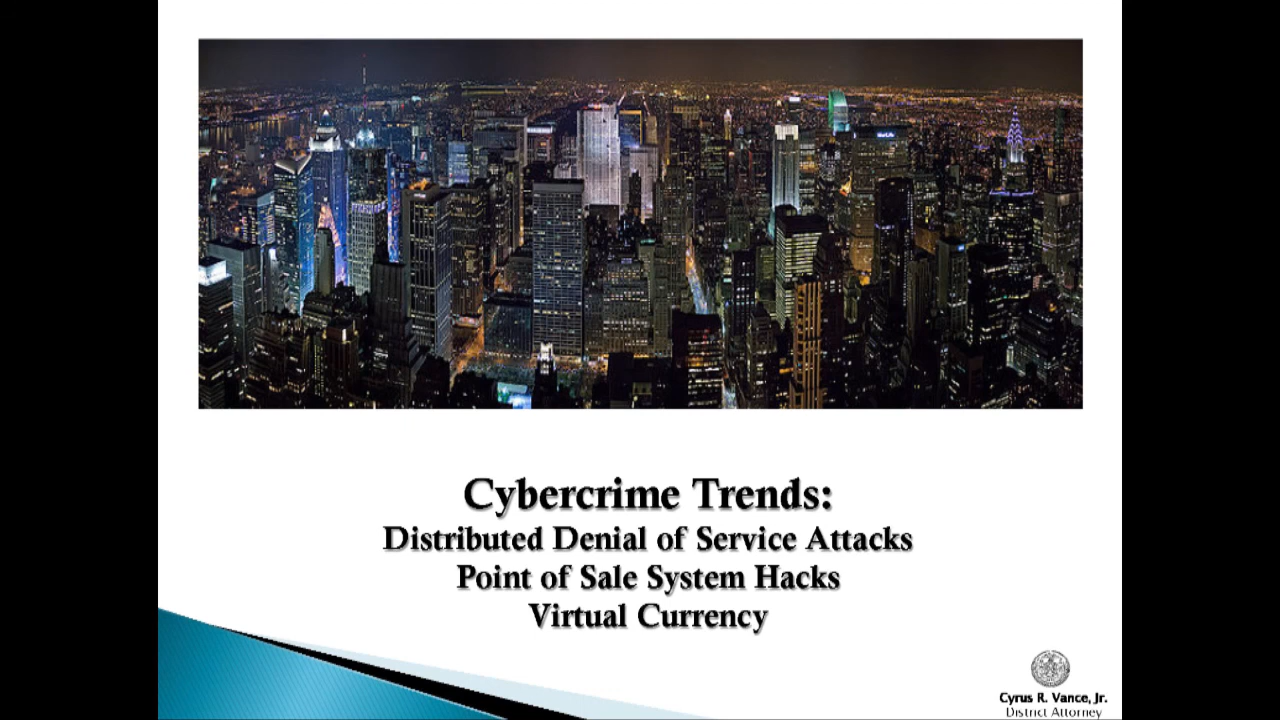 Cybercrime Trends:
Distributed Denial of Service Attacks
Point of Sale System Hacks
Virtual Currency
Cyrus R. Vance, Jr.
District Attorney